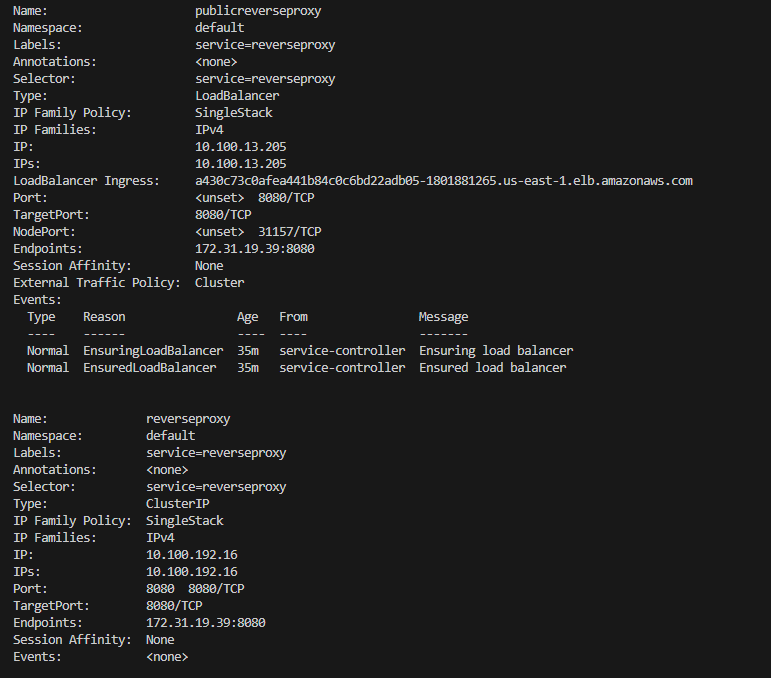 Name:                     publicreverseproxy
Namespace:                default
Labels:                   service=reverseproxy
Annotations:              <none>
Selector:                 service=reverseproxy
Type:                     LoadBalancer
IP Family Policy:         SingleStack
IP Families:              IPv4
IP:                       10.100.13.205
IPs:                      10.100.13.205
LoadBalancer Ingress:     a430c73c0afea441b84c0c6bd22adb05-1801881265.us-east-1.elb.amazonaws.com
Port:                     <unset>  8080/TCP
TargetPort:               8080/TCP
NodePort:                 <unset>  31157/TCP
Endpoints:                172.31.19.39:8080
Session Affinity:         None
External Traffic Policy:  Cluster
Events:
  Type    Reason                Age   From                Message
  ----    ------                ----  ----                -------
  Normal  EnsuringLoadBalancer  35m   service-controller  Ensuring load balancer
  Normal  EnsuredLoadBalancer   35m   service-controller  Ensured load balancer
Name:              reverseproxy
Namespace:         default
Labels:            service=reverseproxy
Annotations:       <none>
Selector:          service=reverseproxy
Type:              ClusterIP
IP Family Policy:  SingleStack
IP Families:       IPv4
IP:                10.100.192.16
IPs:               10.100.192.16
Port:              8080  8080/TCP
TargetPort:        8080/TCP
Endpoints:         172.31.19.39:8080
Session Affinity:  None
Events:            <none>